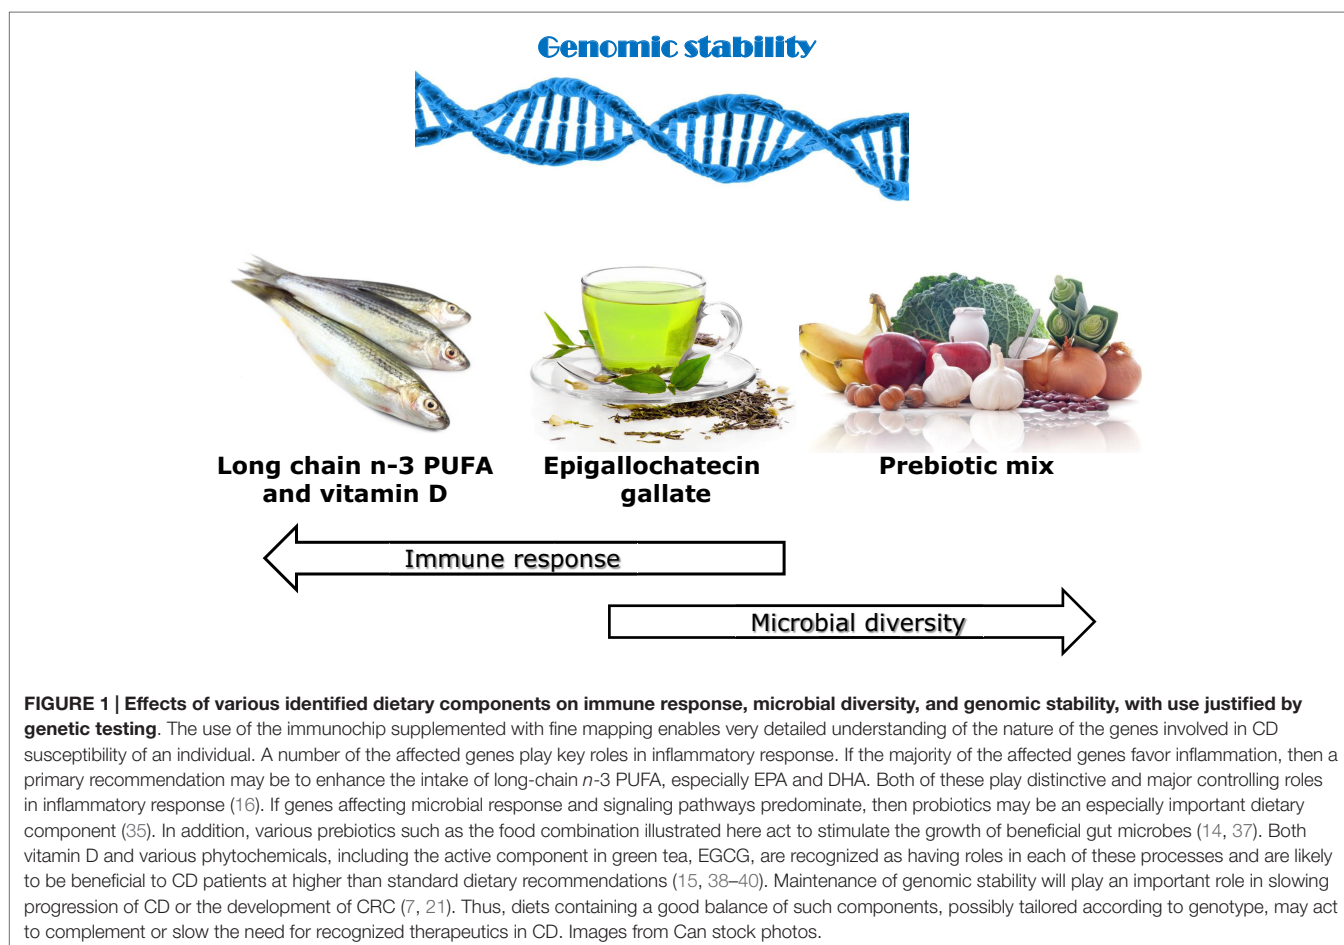 Genomic stability
Long chain n-3 PUFA
and vitamin D
Epigallochatecin
gallate
Prebiotic mix
Immune response
Microbial diversity
FIGURE 1 | Effects of various identified dietary components on immune response, microbial diversity, and genomic stability, with use justified by
genetic testing. The use of the immunochip supplemented with fine mapping enables very detailed understanding of the nature of the genes involved in CD
susceptibility of an individual. A number of the affected genes play key roles in inflammatory response. If the majority of the affected genes favor inflammation, then a
primary recommendation may be to enhance the intake of long-chain n-3 PUFA, especially EPA and DHA. Both of these play distinctive and major controlling roles
in inflammatory response (16). If genes affecting microbial response and signaling pathways predominate, then probiotics may be an especially important dietary
component (35). In addition, various prebiotics such as the food combination illustrated here act to stimulate the growth of beneficial gut microbes (14, 37). Both
vitamin D and various phytochemicals, including the active component in green tea, EGCG, are recognized as having roles in each of these processes and are likely
to be beneficial to CD patients at higher than standard dietary recommendations (15, 38–40). Maintenance of genomic stability will play an important role in slowing
progression of CD or the development of CRC (7, 21). Thus, diets containing a good balance of such components, possibly tailored according to genotype, may act
to complement or slow the need for recognized therapeutics in CD. Images from Can stock photos.